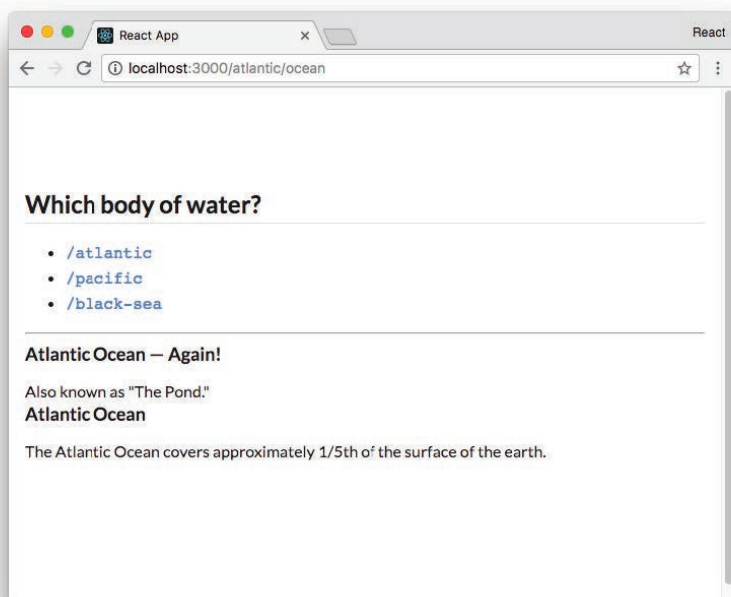 React App
React
localhost:3000/atlantic/ocean
Which body of water?
• /atlantic
• /pacific
• /black-sea
Atlantic Ocean — Again!
Also known as "The Pond."
Atlantic Ocean
The Atlantic Ocean covers approximately 1/5th of the surface of the earth.